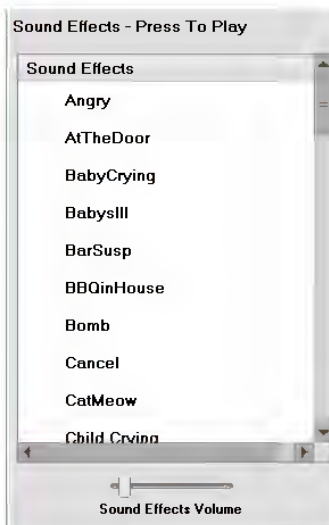 Sound Effects - Press To Play
Sound Effects
Angry
AtTheDoor
BabyCrying
BabysIll
BarSusp
BBQinHouse
Bomb
Cancel
CatMeow
Child Crying
Sound Effects Volume